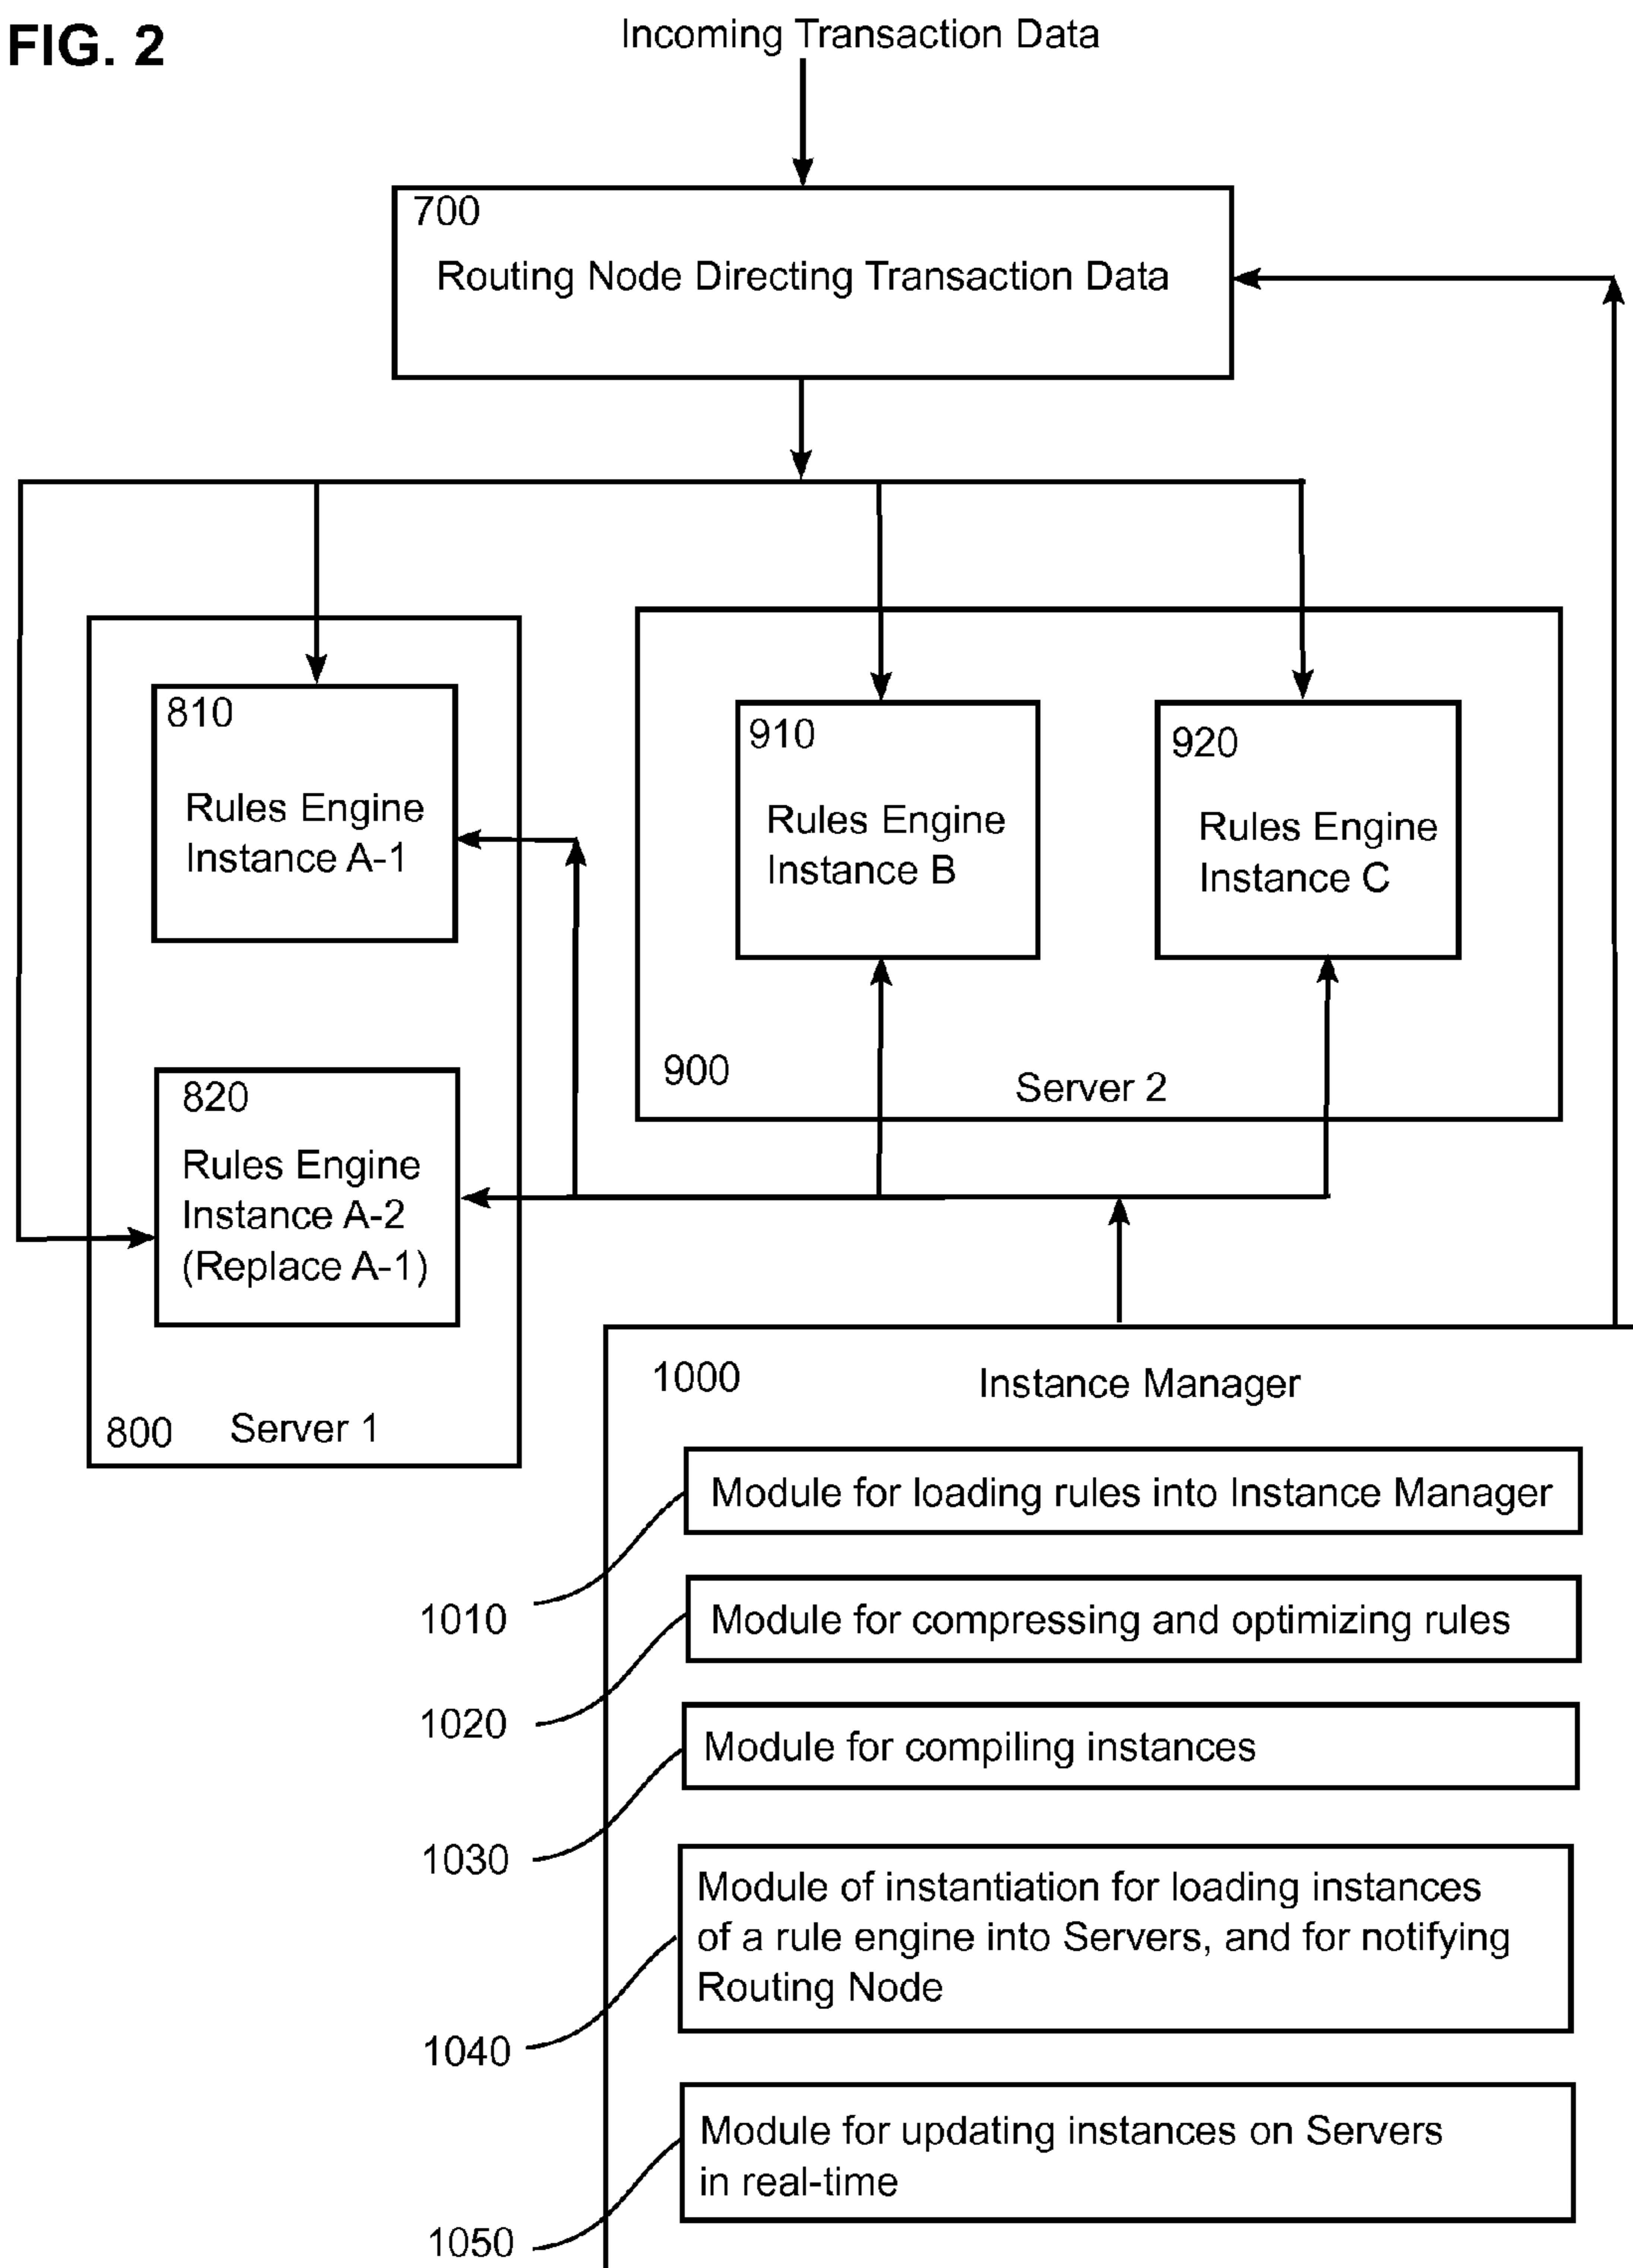 FIG. 2
Incoming Transaction Data
700
Routing Node Directing Transaction Data
810
Rules Engine
Instance A-1
910
Rules Engine
Instance B
920
Rules Engine
Instance C
900
Server 2
820
Rules Engine
Instance A-2
(Replace A-1)
800
Server 1
1000
Instance Manager
Module for loading rules into Instance Manager
1010
Module for compressing and optimizing rules
1020
Module for compiling instances
1030
Module of instantiation for loading instances
of a rule engine into Servers, and for notifying
Routing Node
1040
Module for updating instances on Servers
in real-time
1050